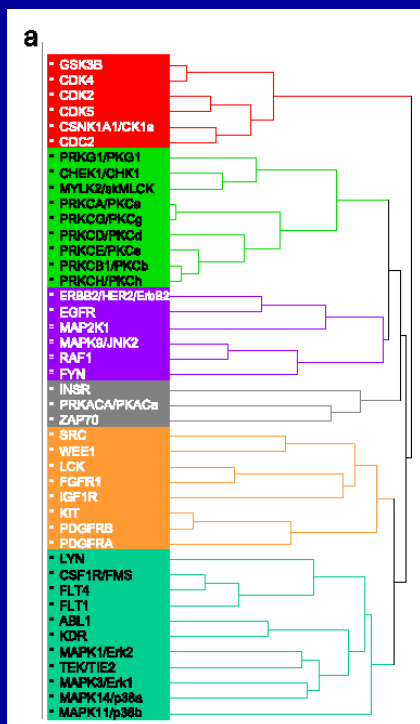 a
GSK3B
CDK4
CDK2
CDK5
CSNK1A1/CK1a
CDC2
PRKG1/PKG1
CHEK1/CHK1
MYLK2/skMLCK
PRKCA/PKCa
PRKCG/PKCg
PRKCD/PKCd
PRKCE/PKCe
PRKCB1/PKCb
PRKCH/PKCh
ERBB2/HER2/ErbB2
EGFR
MAP2K1
MAPK9/JNK2
RAF1
FYN
INSR
PRKACA/PKACa
ZAP70
SRC
WEE1
LCK
FGFR1
IGF1R
KIT
PDGFRB
PDGFRA
LYN
CSF1R/FMS
FLT4
FLT1
ABL1
KDR
MAPK1/Erk2
TEK/TIE2
MAPK3/Erk1
MAPK14/p38a
MAPK11/p38b